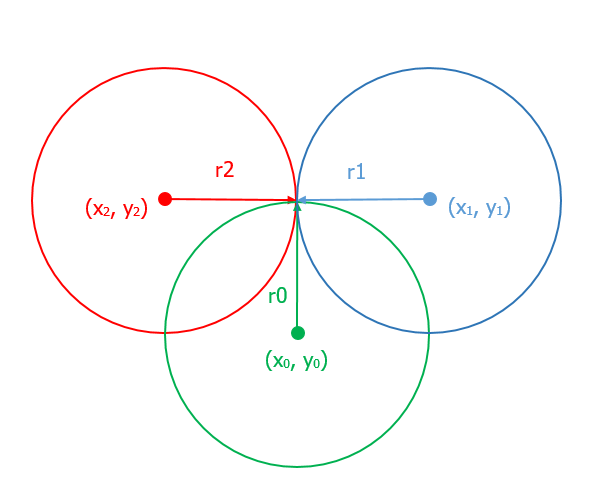 r2
r1
(x₂, y₂)
(x₁, y₁)
r0
(x₀, y₀)